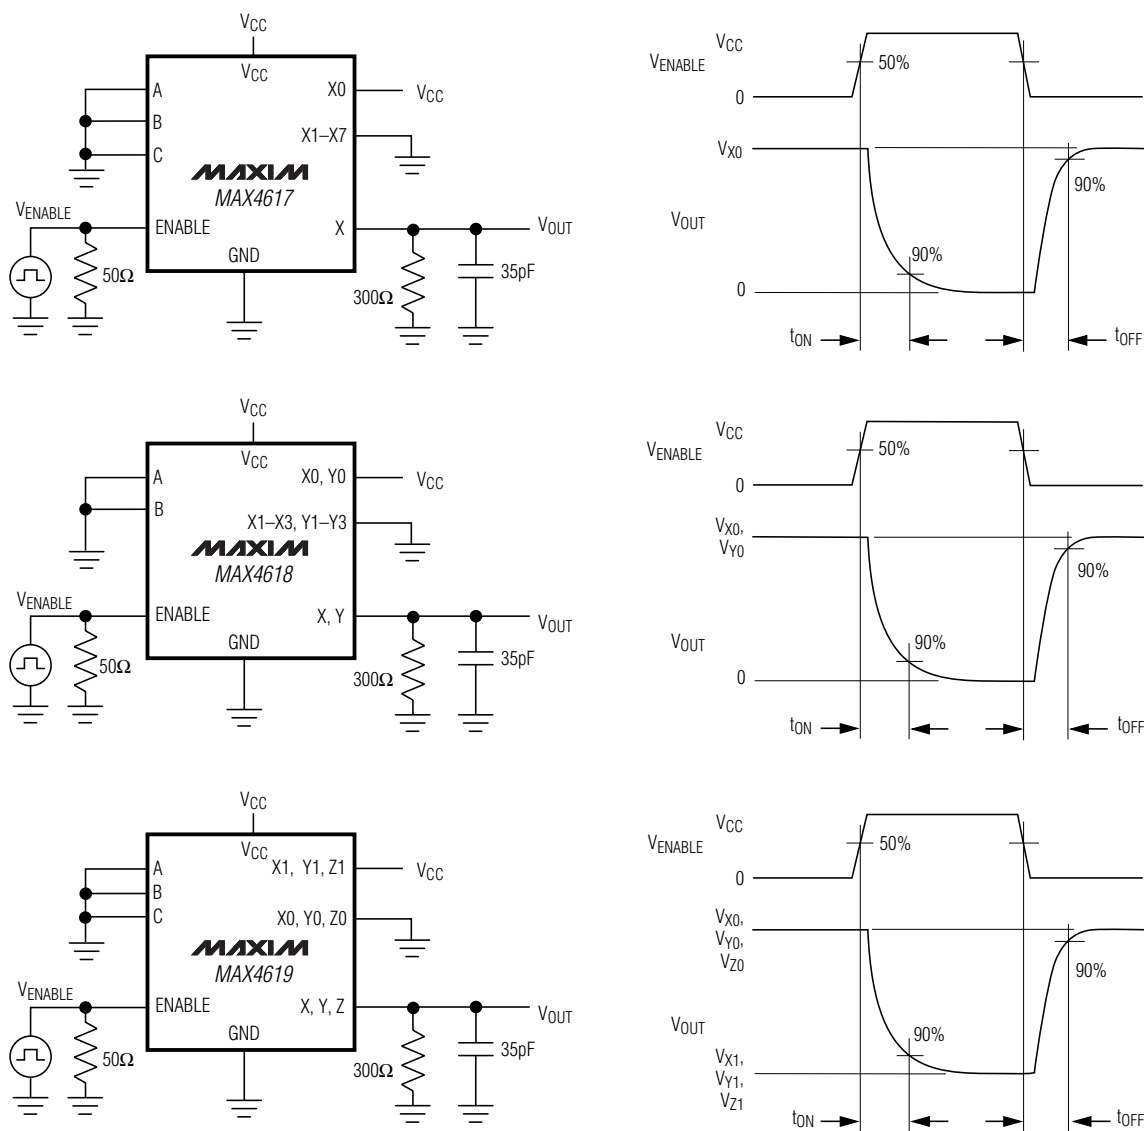 VCC
VCC
A
B
C
X0
VCC
X1–X7
MAXIM
MAX4617
VENABLE
ENABLE
X
VOUT
GND
50Ω
300Ω
35pF
VCC
VENABLE
50%
0
VX0
90%
VOUT
90%
0
tON
tOFF
VCC
VCC
A
B
X0, Y0
VCC
X1–X3, Y1–Y3
MAXIM
MAX4618
VENABLE
ENABLE
X, Y
VOUT
GND
50Ω
300Ω
35pF
VCC
VENABLE
50%
0
VX0,
VY0
90%
VOUT
90%
0
tON
tOFF
VCC
VCC
A
B
C
X1, Y1, Z1
VCC
X0, Y0, Z0
MAXIM
MAX4619
VENABLE
ENABLE
X, Y, Z
VOUT
GND
50Ω
300Ω
35pF
VCC
VENABLE
50%
0
VX0,
VY0,
VZ0
90%
VOUT
90%
VX1,
VY1,
VZ1
tON
tOFF